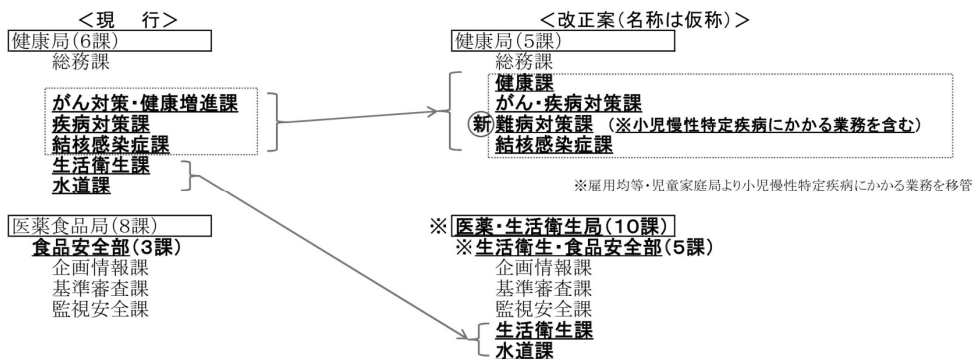 ＜現　行＞
健康局(6課)
総務課
がん対策・健康増進課
疾病対策課
結核感染症課
生活衛生課
水道課
医薬食品局(8課)
食品安全部(3課)
企画情報課
基準審査課
監視安全課
＜改正案(名称は仮称)＞
健康局(5課)
総務課
健康課
がん・疾病対策課
新 難病対策課 (※小児慢性特定疾病にかかる業務を含む)
結核感染症課
※雇用均等・児童家庭局より小児慢性特定疾病にかかる業務を移管
※医薬・生活衛生局(10課)
※生活衛生・食品安全部(5課)
企画情報課
基準審査課
監視安全課
生活衛生課
水道課